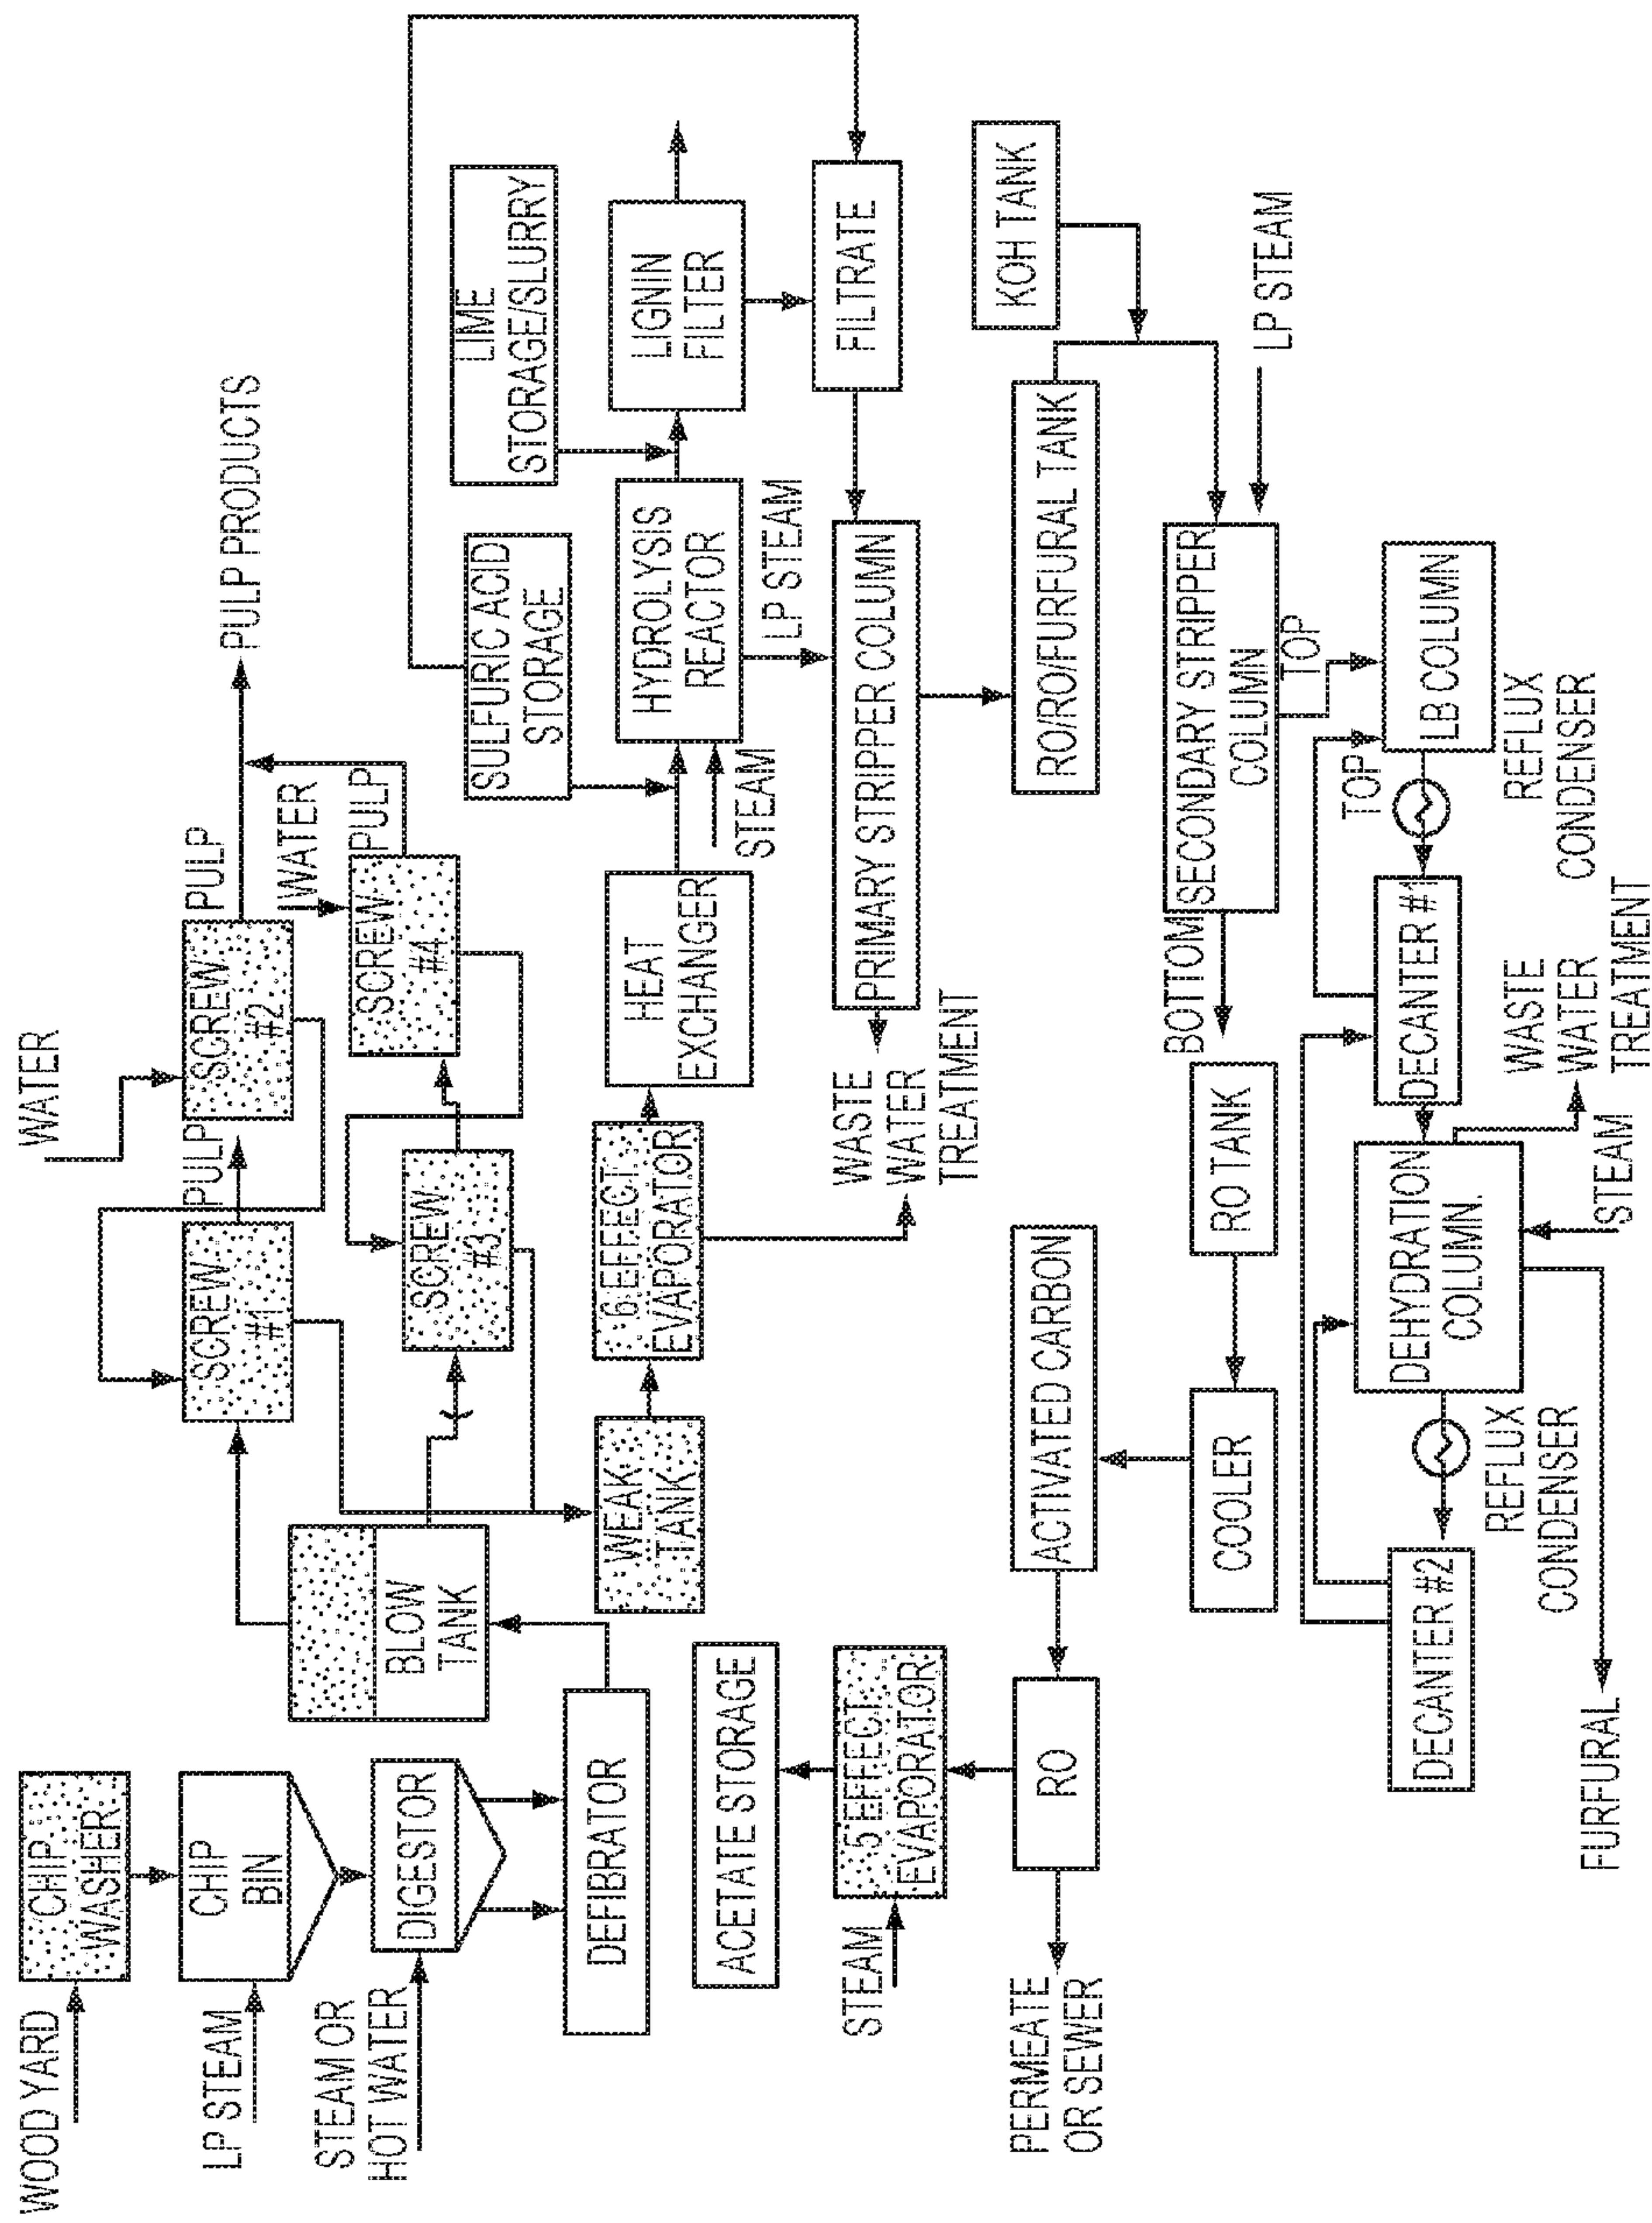 WOOD YARD
CHIP
WASHER
LP STEAM
CHIP
BIN
STEAM OR
HOT WATER
DIGESTOR
DEFIBRATOR
BLOW
TANK
SCREW
#1
PULP
WATER
SCREW
#2
PULP
PULP PRODUCTS
SCREW
#3
WATER
SCREW
#4
PULP
WEAK
TANK
6 EFFECT
EVAPORATOR
HEAT
EXCHANGER
STEAM
SULFURIC ACID
STORAGE
HYDROLYSIS
REACTOR
LIME
STORAGE/SLURRY
LIGNIN
FILTER
FILTRATE
LP STEAM
PRIMARY STRIPPER COLUMN
WASTE
WATER
TREATMENT
RO/RO/FURFURAL TANK
KOH TANK
LP STEAM
SECONDARY STRIPPER
COLUMN
BOTTOM
TOP
RO TANK
COOLER
ACTIVATED CARBON
RO
PERMEATE
OR SEWER
STEAM
5 EFFECT
EVAPORATOR
ACETATE STORAGE
LB COLUMN
TOP
REFLUX
CONDENSER
DECANTER #1
DEHYDRATION
COLUMN.
WASTE
WATER
TREATMENT
STEAM
REFLUX
CONDENSER
DECANTER #2
FURFURAL